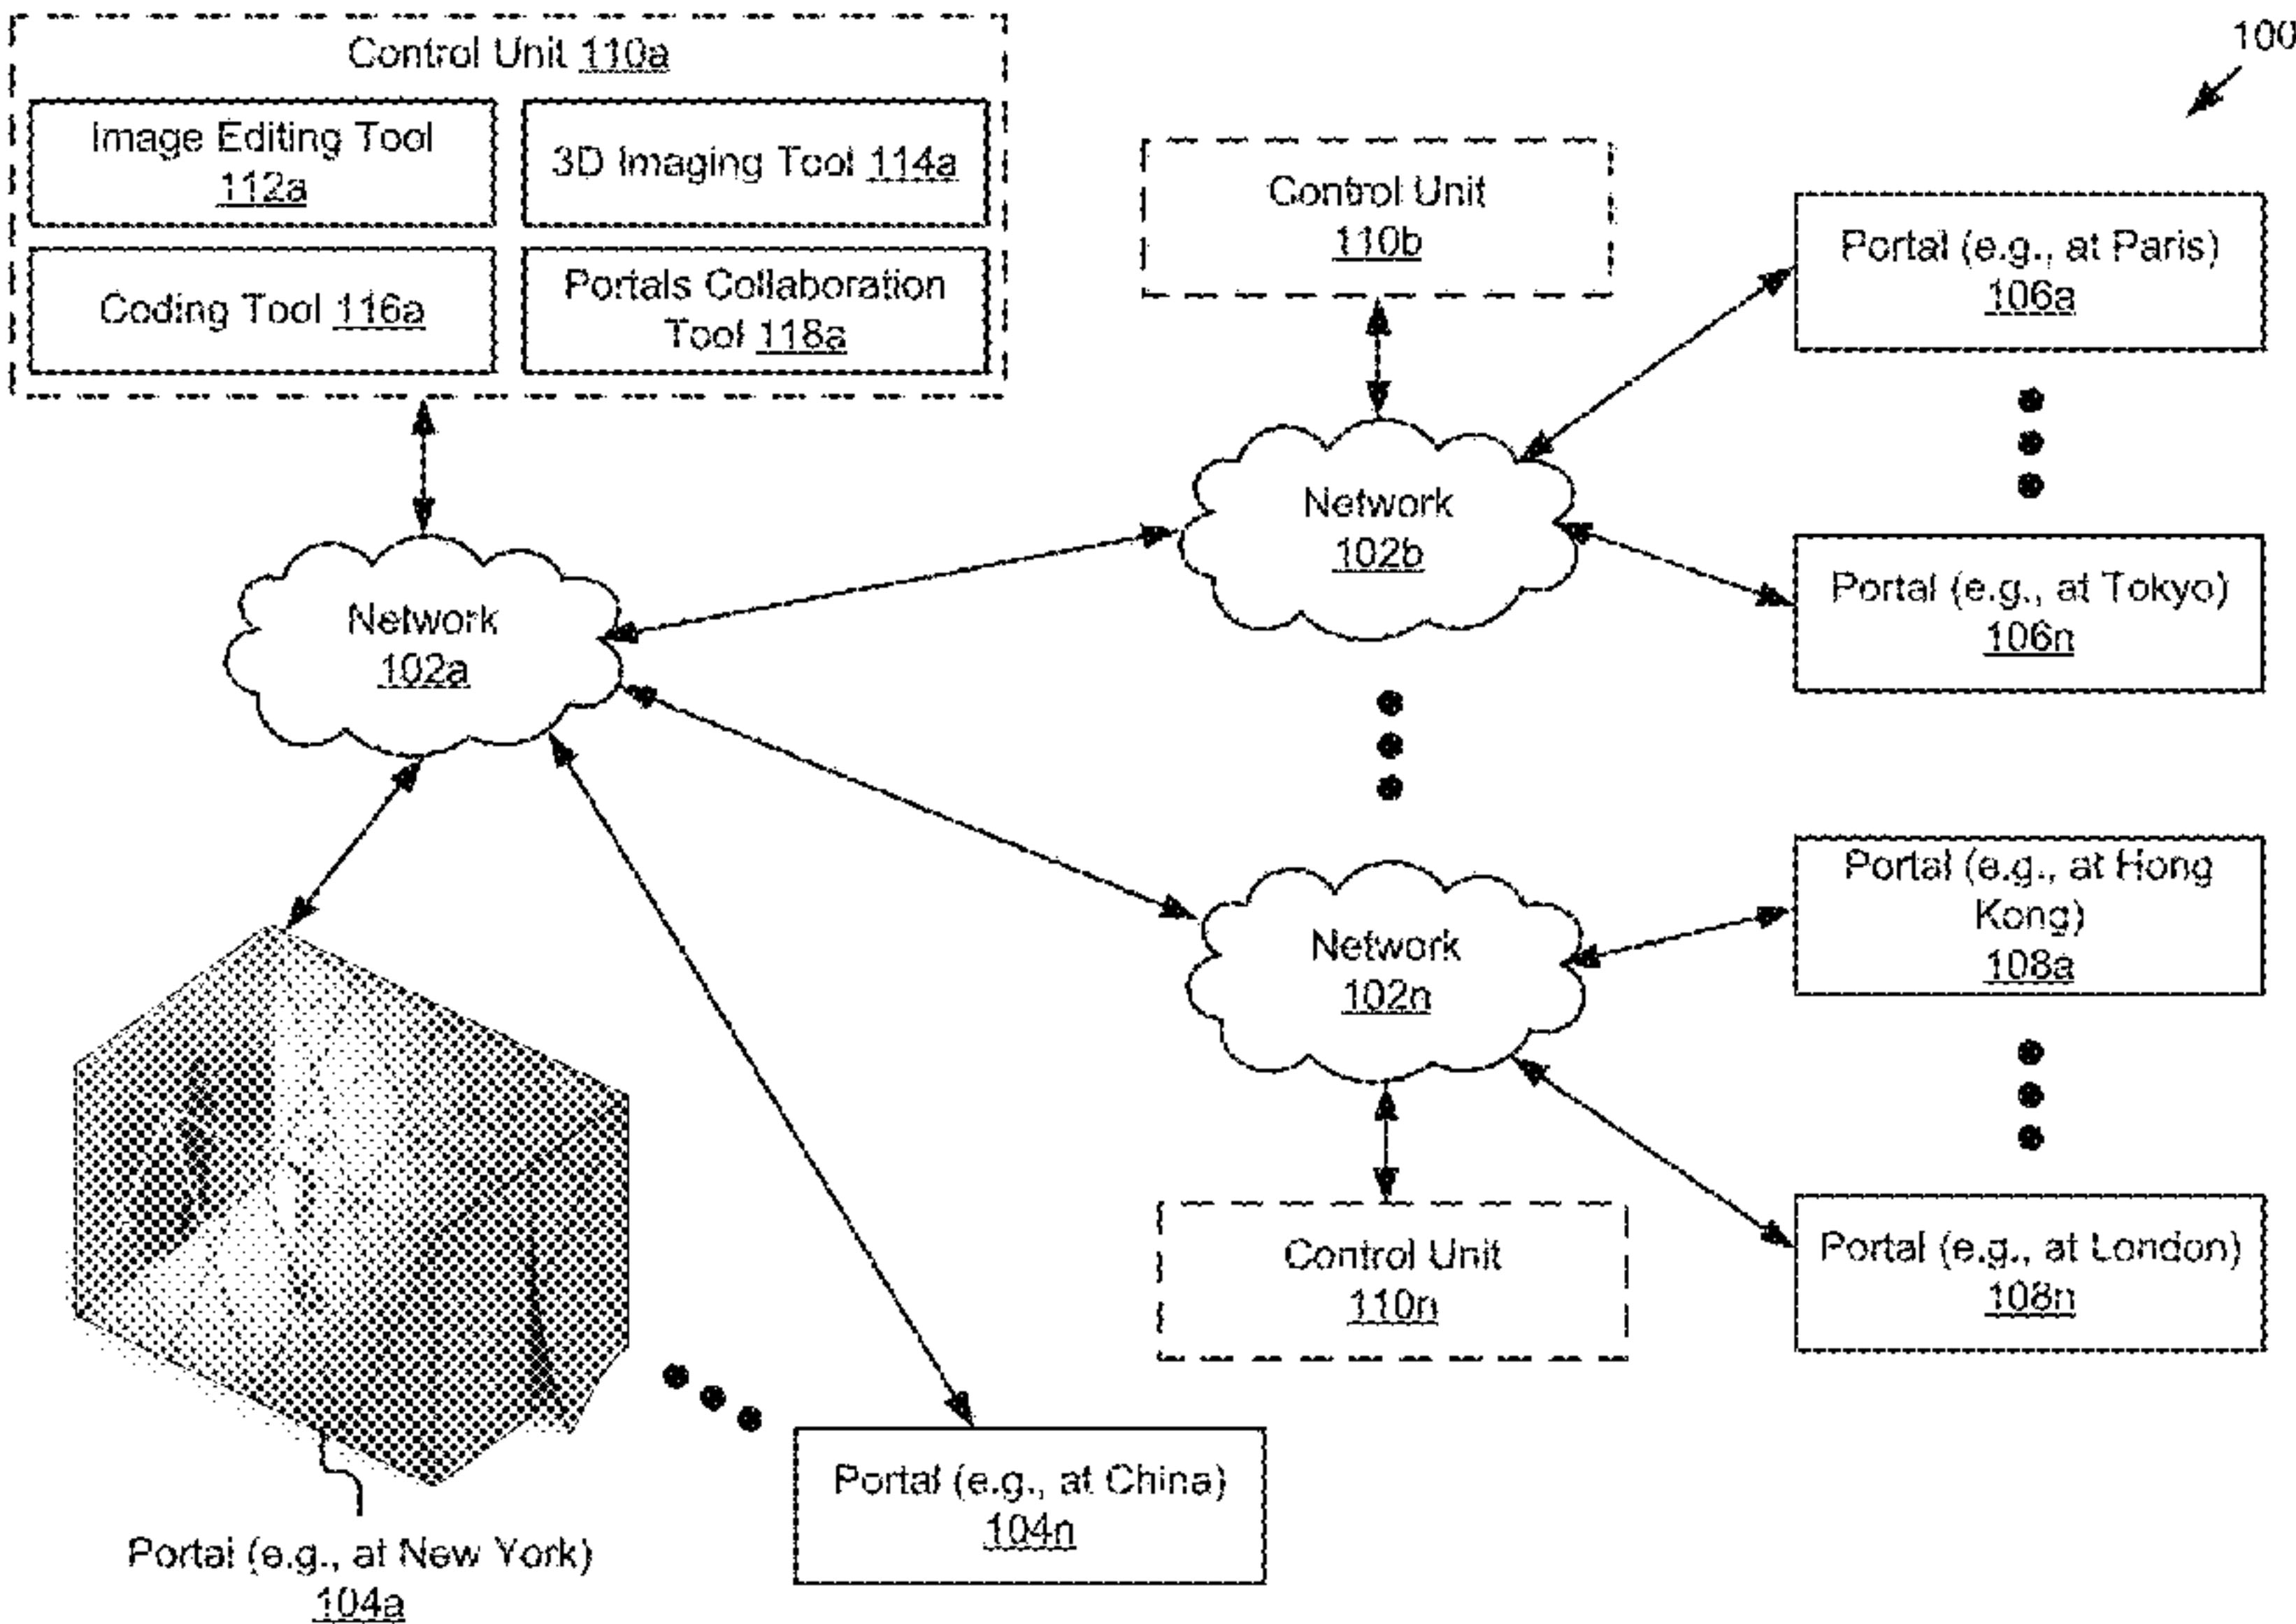 100
Control Unit 110a
Image Editing Tool
112a
3D Imaging Tool 114a
Coding Tool 116a
Portals Collaboration
Tool 118a
Control Unit
110b
Portal (e.g., at Paris)
106a
Network
102b
Portal (e.g., at Tokyo)
106n
Network
102a
Portal (e.g., at Hong
Kong)
108a
Network
102n
Control Unit
110n
Portal (e.g., at London)
108n
Portal (e.g., at China)
104n
Portal (e.g., at New York)
104a